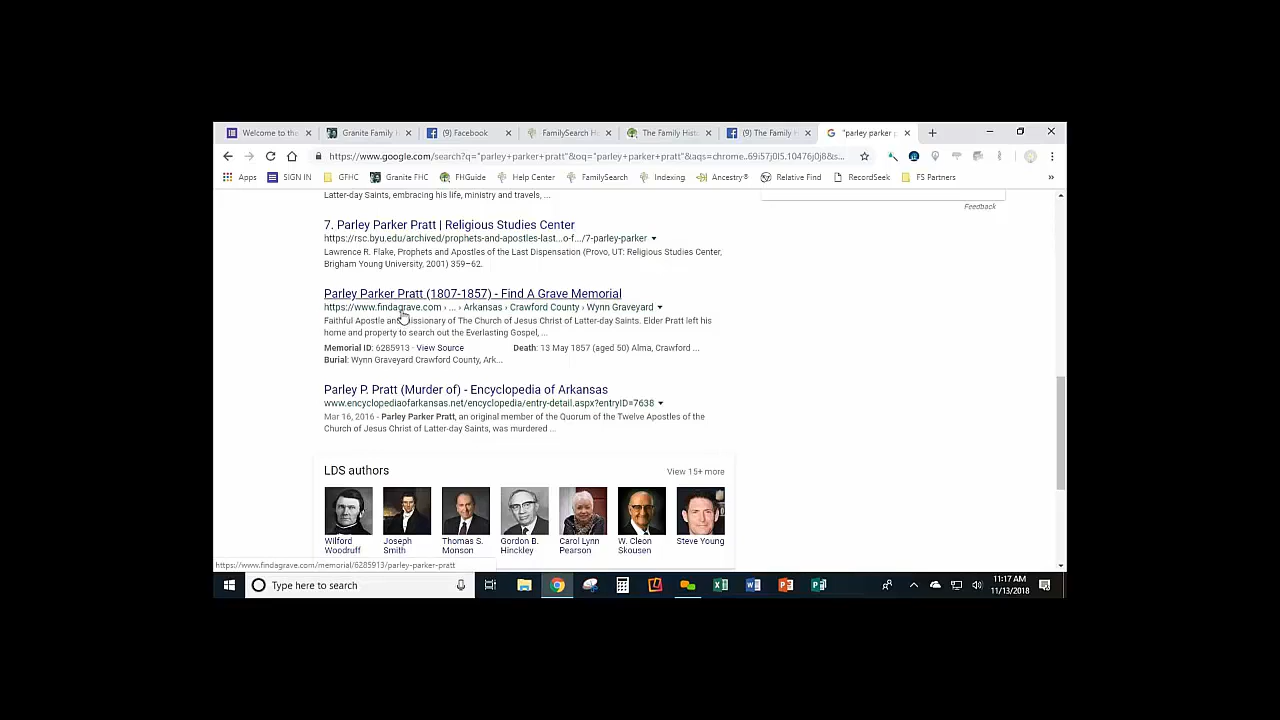 Welcome to the
Granite Family H
(9) Facebook
FamilySearch H
The Family Hist
(9) The Family H
"parley parker p
https://www.google.com/search?q="parley+parker+pratt"&oq="parley+parker+pratt"&aqs=chrome..69i57j0l5.10476j0j8&s...
Apps
SIGN IN
GFHC
Granite FHC
FHGuide
Help Center
FamilySearch
Indexing
Ancestry®
Relative Find
RecordSeek
FS Partners
»
Latter-day Saints, embracing his life, ministry and travels, ...
Feedback
7. Parley Parker Pratt | Religious Studies Center
https://rsc.byu.edu/archived/prophets-and-apostles-last...o-f.../7-parley-parker
Lawrence R. Flake, Prophets and Apostles of the Last Dispensation (Provo, UT: Religious Studies Center,
Brigham Young University, 2001) 359–62.
Parley Parker Pratt (1807-1857) - Find A Grave Memorial
https://www.findagrave.com › ... › Arkansas › Crawford County › Wynn Graveyard
Faithful Apostle and missionary of The Church of Jesus Christ of Latter-day Saints. Elder Pratt left his
home and property to search out the Everlasting Gospel, ...
Memorial ID: 6285913 · View Source
Death: 13 May 1857 (aged 50) Alma, Crawford ...
Burial: Wynn Graveyard Crawford County, Ark...
Parley P. Pratt (Murder of) - Encyclopedia of Arkansas
www.encyclopediaofarkansas.net/encyclopedia/entry-detail.aspx?entryID=7638
Mar 16, 2016 - Parley Parker Pratt, an original member of the Quorum of the Twelve Apostles of the
Church of Jesus Christ of Latter-day Saints, was murdered ...
LDS authors
View 15+ more
Wilford
Woodruff
Joseph
Smith
Thomas S.
Monson
Gordon B.
Hinckley
Carol Lynn
Pearson
W. Cleon
Skousen
Steve Young
https://www.findagrave.com/memorial/6285913/parley-parker-pratt
Type here to search
11:17 AM
11/13/2018